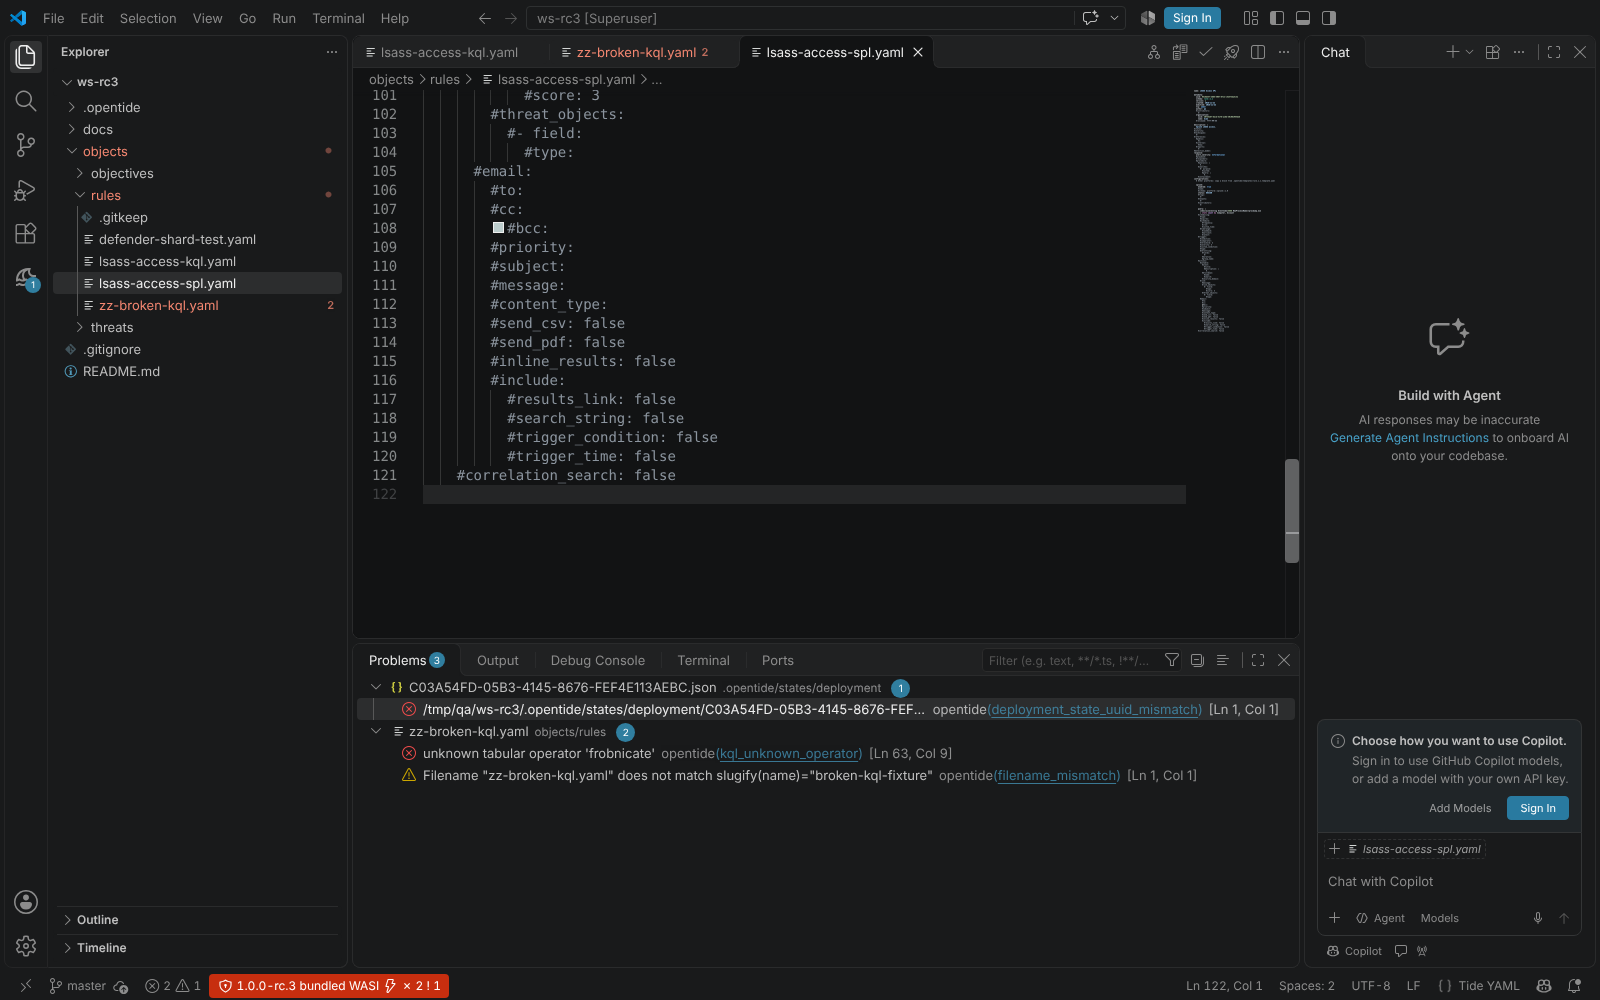 File Edit Selection View Go Run Terminal Help
ws-rc3 [Superuser]
Sign In
Explorer
ws-rc3
.opentide
docs
objects
objectives
rules
.gitkeep
defender-shard-test.yaml
lsass-access-kql.yaml
lsass-access-spl.yaml
zz-broken-kql.yaml 2
threats
.gitignore
README.md
Outline
Timeline
1
lsass-access-kql.yaml
zz-broken-kql.yaml 2
lsass-access-spl.yaml
objects > rules > lsass-access-spl.yaml > ...
101 #score: 3
102 #threat_objects:
103 #- field:
104 #type:
105 #email:
106 #to:
107 #cc:
108 #bcc:
109 #priority:
110 #subject:
111 #message:
112 #content_type:
113 #send_csv: false
114 #send_pdf: false
115 #inline_results: false
116 #include:
117 #results_link: false
118 #search_string: false
119 #trigger_condition: false
120 #trigger_time: false
121 #correlation_search: false
122
Problems 3 Output Debug Console Terminal Ports
Filter (e.g. text, **/*.ts, !**/...
{} C03A54FD-05B3-4145-8676-FEF4E113AEBC.json .opentide/states/deployment 1
/tmp/qa/ws-rc3/.opentide/states/deployment/C03A54FD-05B3-4145-8676-FEF... opentide(deployment_state_uuid_mismatch) [Ln 1, Col 1]
zz-broken-kql.yaml objects/rules 2
unknown tabular operator 'frobnicate' opentide(kql_unknown_operator) [Ln 63, Col 9]
Filename "zz-broken-kql.yaml" does not match slugify(name)="broken-kql-fixture" opentide(filename_mismatch) [Ln 1, Col 1]
Chat
Build with Agent
AI responses may be inaccurate
Generate Agent Instructions to onboard AI
onto your codebase.
Choose how you want to use Copilot.
Sign in to use GitHub Copilot models,
or add a model with your own API key.
Add Models Sign In
lsass-access-spl.yaml
Chat with Copilot
Agent Models
Copilot
master 2 1 1.0.0-rc.3 bundled WASI × 2 ! 1
Ln 122, Col 1 Spaces: 2 UTF-8 LF {} Tide YAML